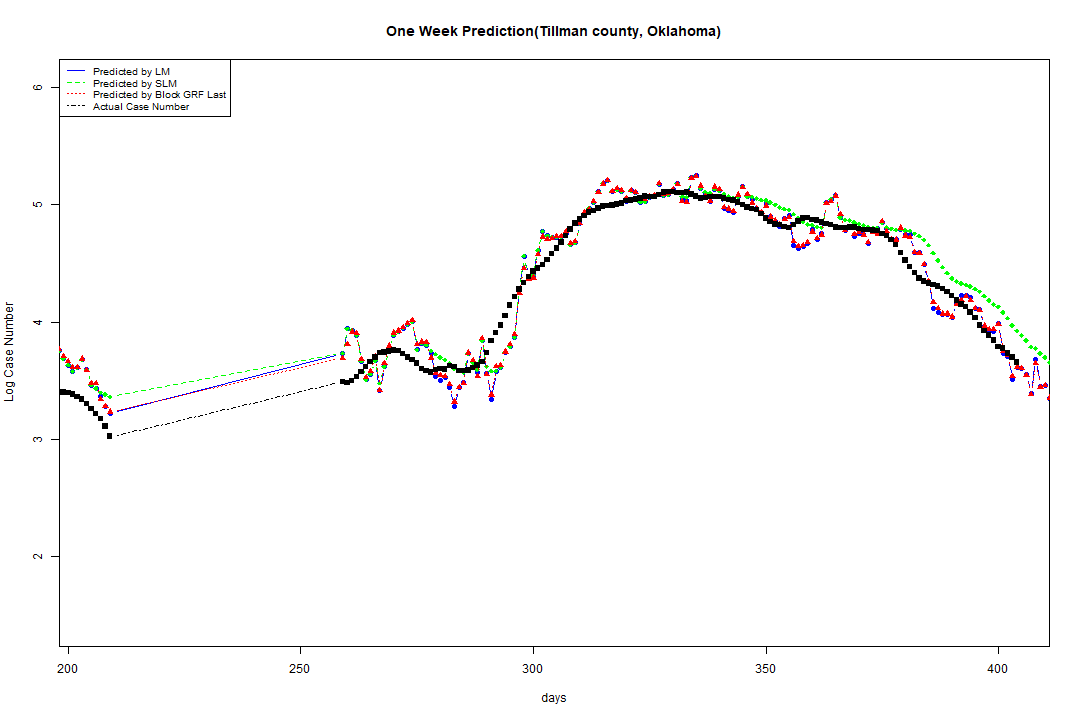 One Week Prediction(Tillman county, Oklahoma)
Predicted by LM
Predicted by SLM
Predicted by Block GRF Last
Actual Case Number
Log Case Number
6
5
4
3
2
200 250 300 350 400
days